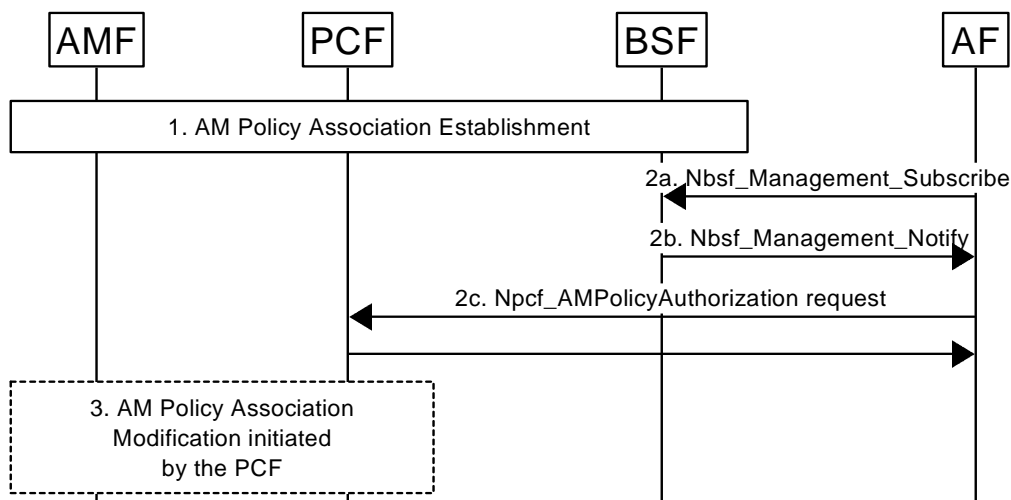 AMF PCF BSF AF
1. AM Policy Association Establishment
2a. Nbsf_Management_Subscribe
2b. Nbsf_Management_Notify
2c. Npcf_AMPolicyAuthorization request
3. AM Policy Association
Modification initiated
by the PCF